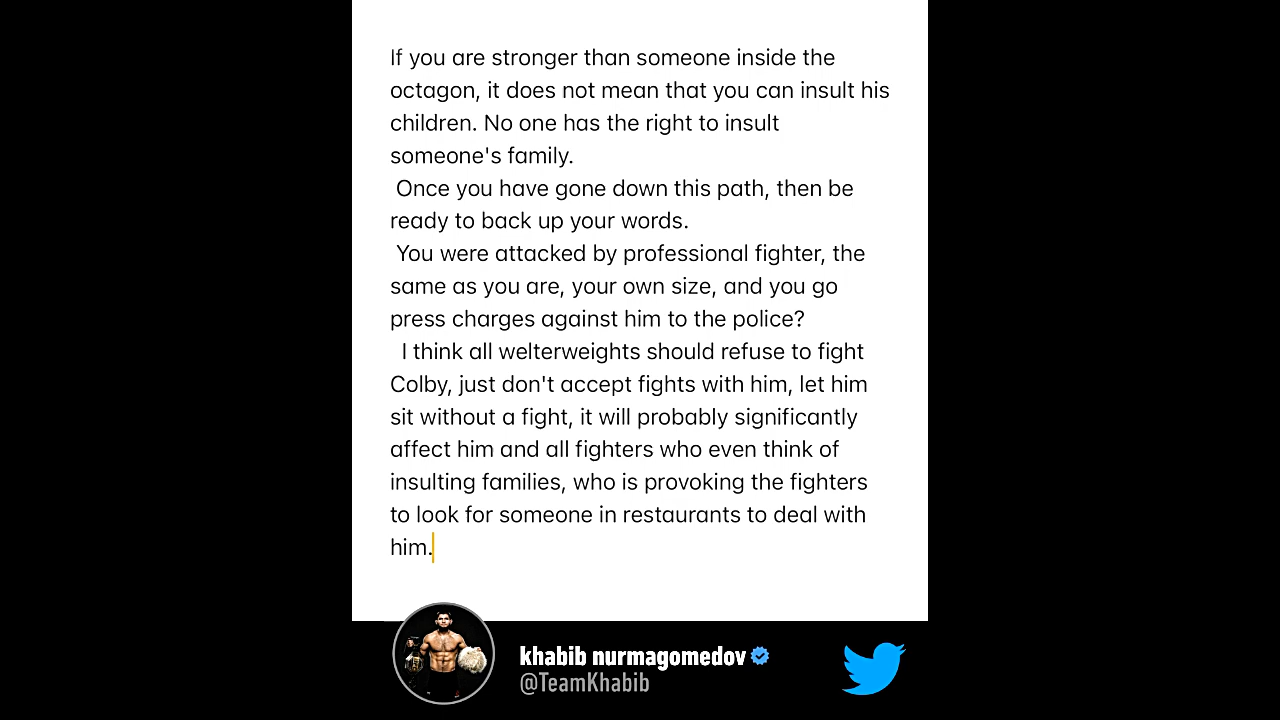 If you are stronger than someone inside the
octagon, it does not mean that you can insult his
children. No one has the right to insult
someone's family.
Once you have gone down this path, then be
ready to back up your words.
You were attacked by professional fighter, the
same as you are, your own size, and you go
press charges against him to the police?
I think all welterweights should refuse to fight
Colby, just don't accept fights with him, let him
sit without a fight, it will probably significantly
affect him and all fighters who even think of
insulting families, who is provoking the fighters
to look for someone in restaurants to deal with
him.
khabib nurmagomedov
@TeamKhabib